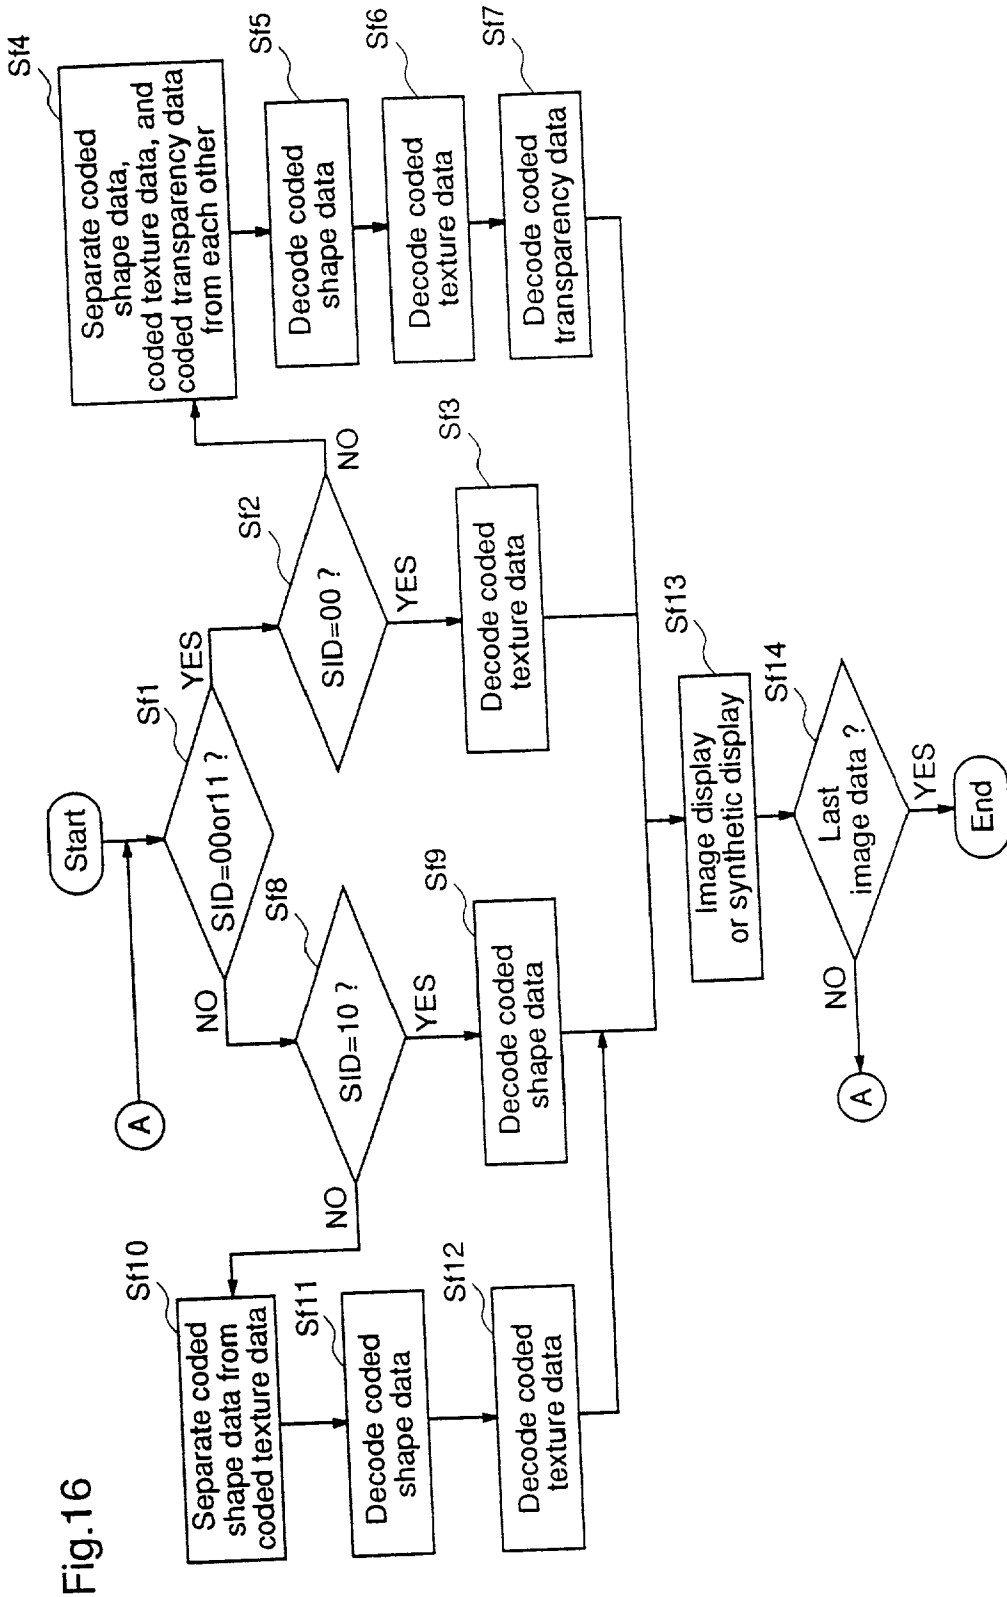 Fig.16
Start
A
Sf1
SID=00or11 ?
NO
YES
Sf8
SID=10 ?
NO
YES
Sf2
SID=00 ?
NO
YES
Sf10
Separate coded
shape data from
coded texture data
Sf11
Decode coded
shape data
Sf12
Decode coded
texture data
Sf9
Decode coded
shape data
Sf3
Decode coded
texture data
Sf4
Separate coded
shape data,
coded texture data, and
coded transparency data
from each other
Sf5
Decode coded
shape data
Sf6
Decode coded
texture data
Sf7
Decode coded
transparency data
Sf13
Image display
or synthetic display
Sf14
Last
image data ?
NO
YES
A
End